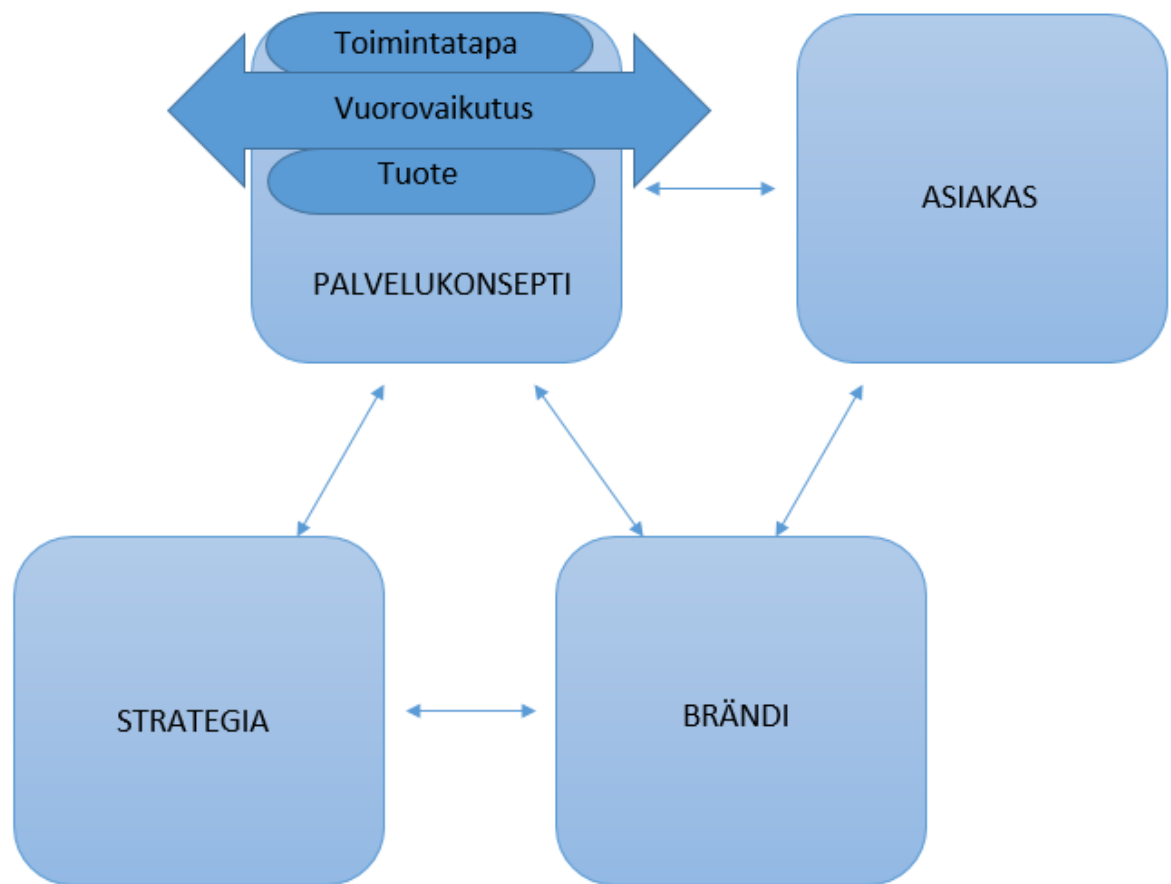 Toimintatapa
Vuorovaikutus
Tuote
PALVELUKONSEPTI
ASIAKAS
STRATEGIA
BRÄNDI